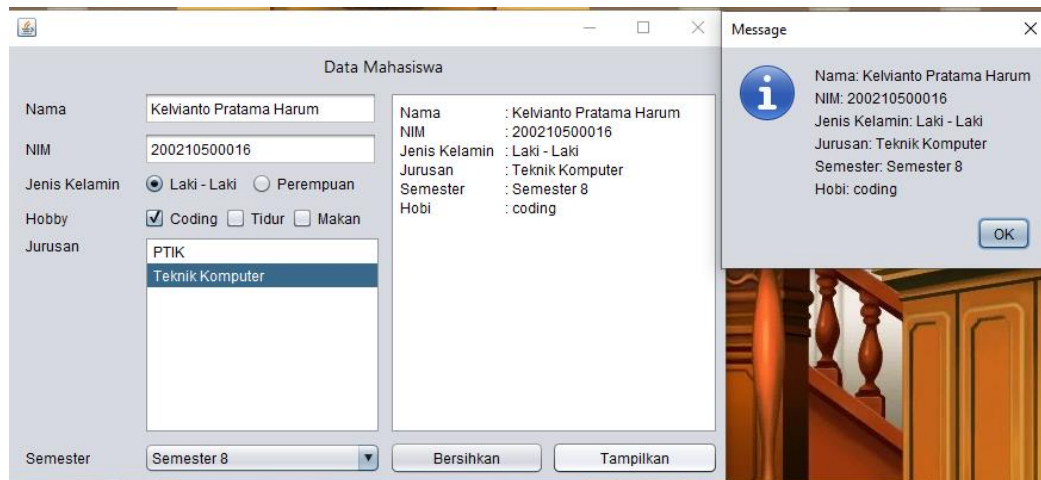 Data Mahasiswa
Nama Kelvianto Pratama Harum
NIM 200210500016
Jenis Kelamin Laki - Laki Perempuan
Hobby Coding Tidur Makan
Jurusan PTIK
Teknik Komputer
Semester Semester 8
Nama : Kelvianto Pratama Harum
NIM : 200210500016
Jenis Kelamin : Laki - Laki
Jurusan : Teknik Komputer
Semester : Semester 8
Hobi : coding
Bersihkan Tampilkan
Message
Nama: Kelvianto Pratama Harum
NIM: 200210500016
Jenis Kelamin: Laki - Laki
Jurusan: Teknik Komputer
Semester: Semester 8
Hobi: coding
OK